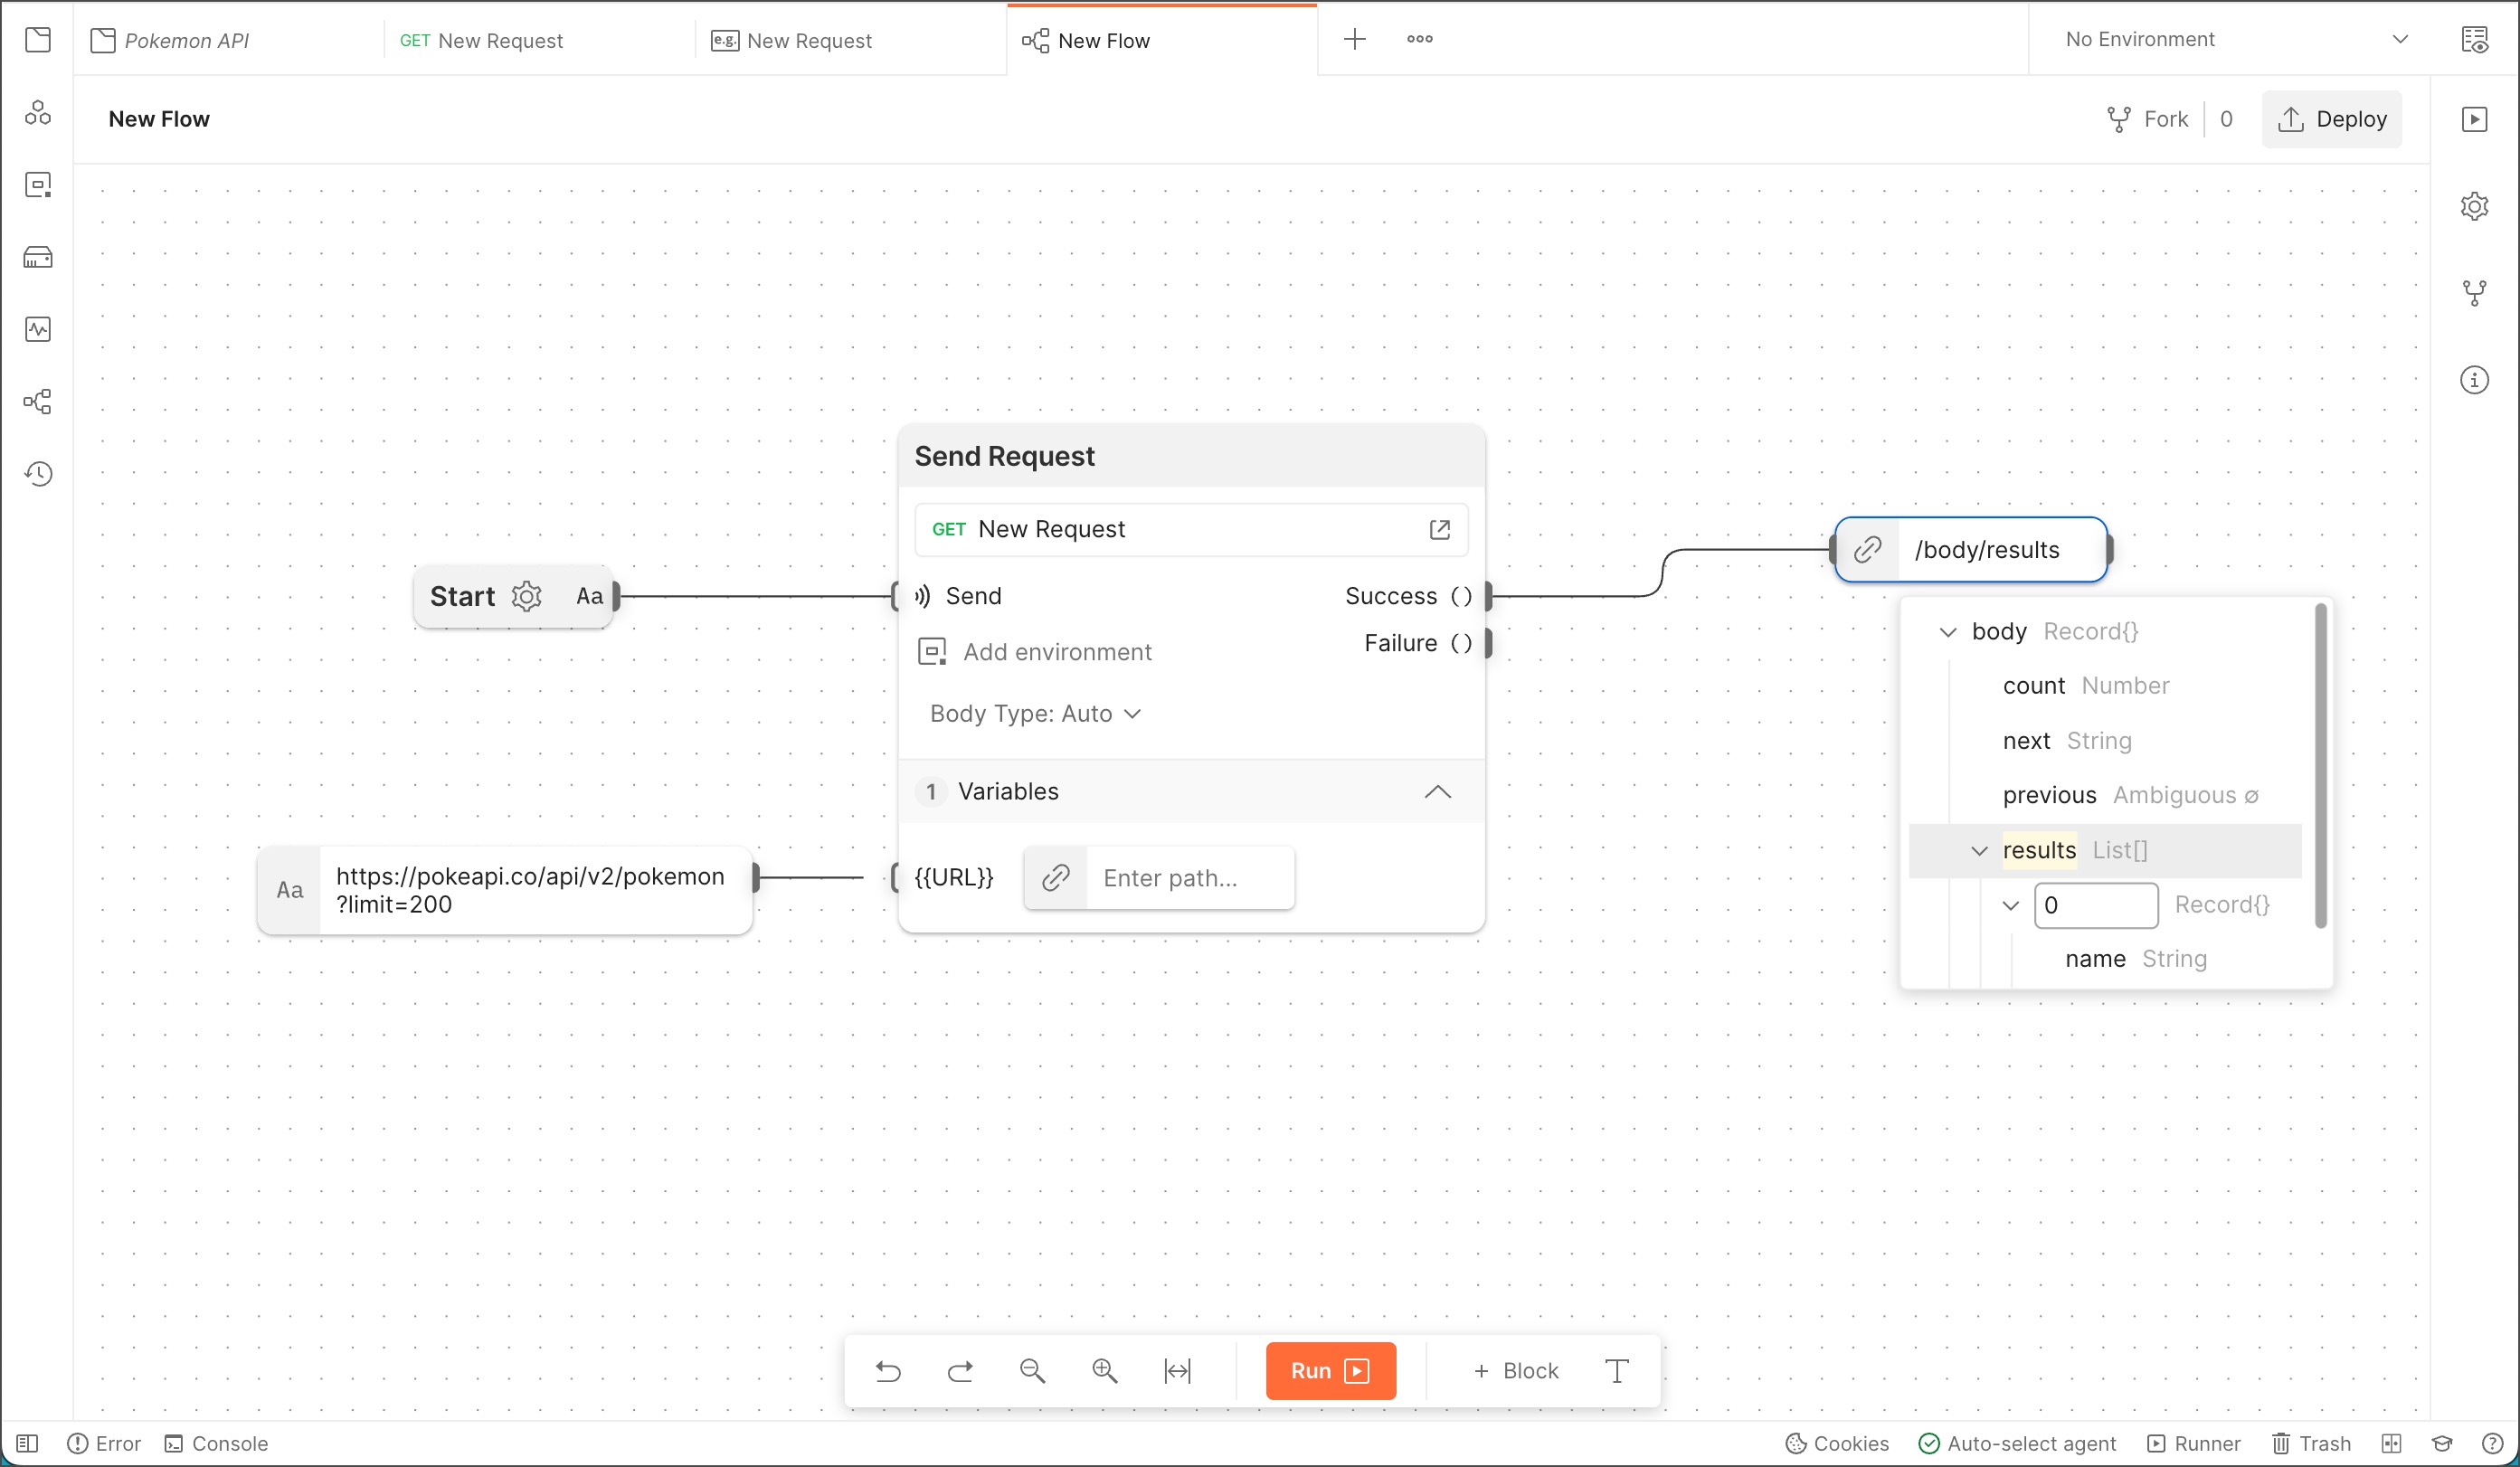 Pokemon API
GET New Request
e.g. New Request
New Flow
No Environment
New Flow
Fork 0
Deploy
Send Request
GET New Request
Start Aa
Send
Success ()
Failure ()
Add environment
Body Type: Auto
1 Variables
Aa
https://pokeapi.co/api/v2/pokemon
?limit=200
{{URL}}
Enter path...
/body/results
body Record{}
count Number
next String
previous Ambiguous ∅
results List[]
0 Record{}
name String
Run
+ Block
T
Error
Console
Cookies
Auto-select agent
Runner
Trash